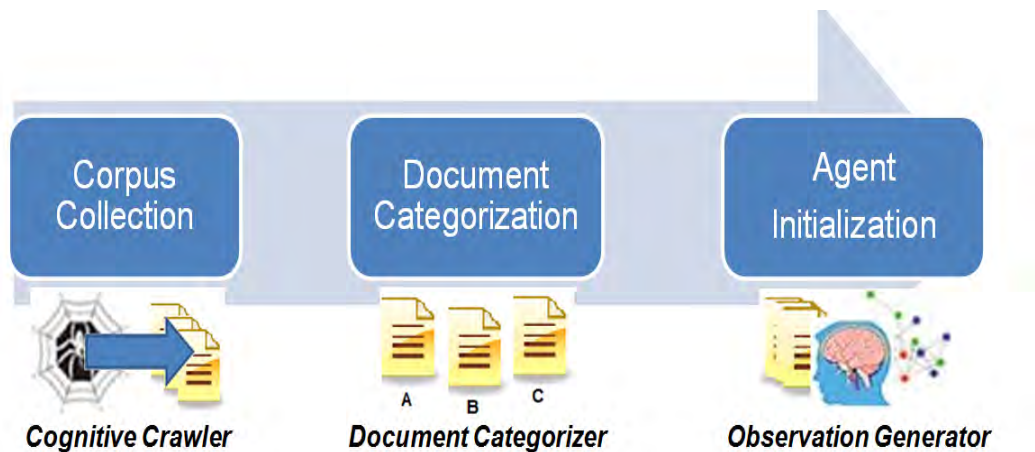 Corpus
Collection
Document
Categorization
Agent
Initialization
A
B
C
Cognitive Crawler
Document Categorizer
Observation Generator